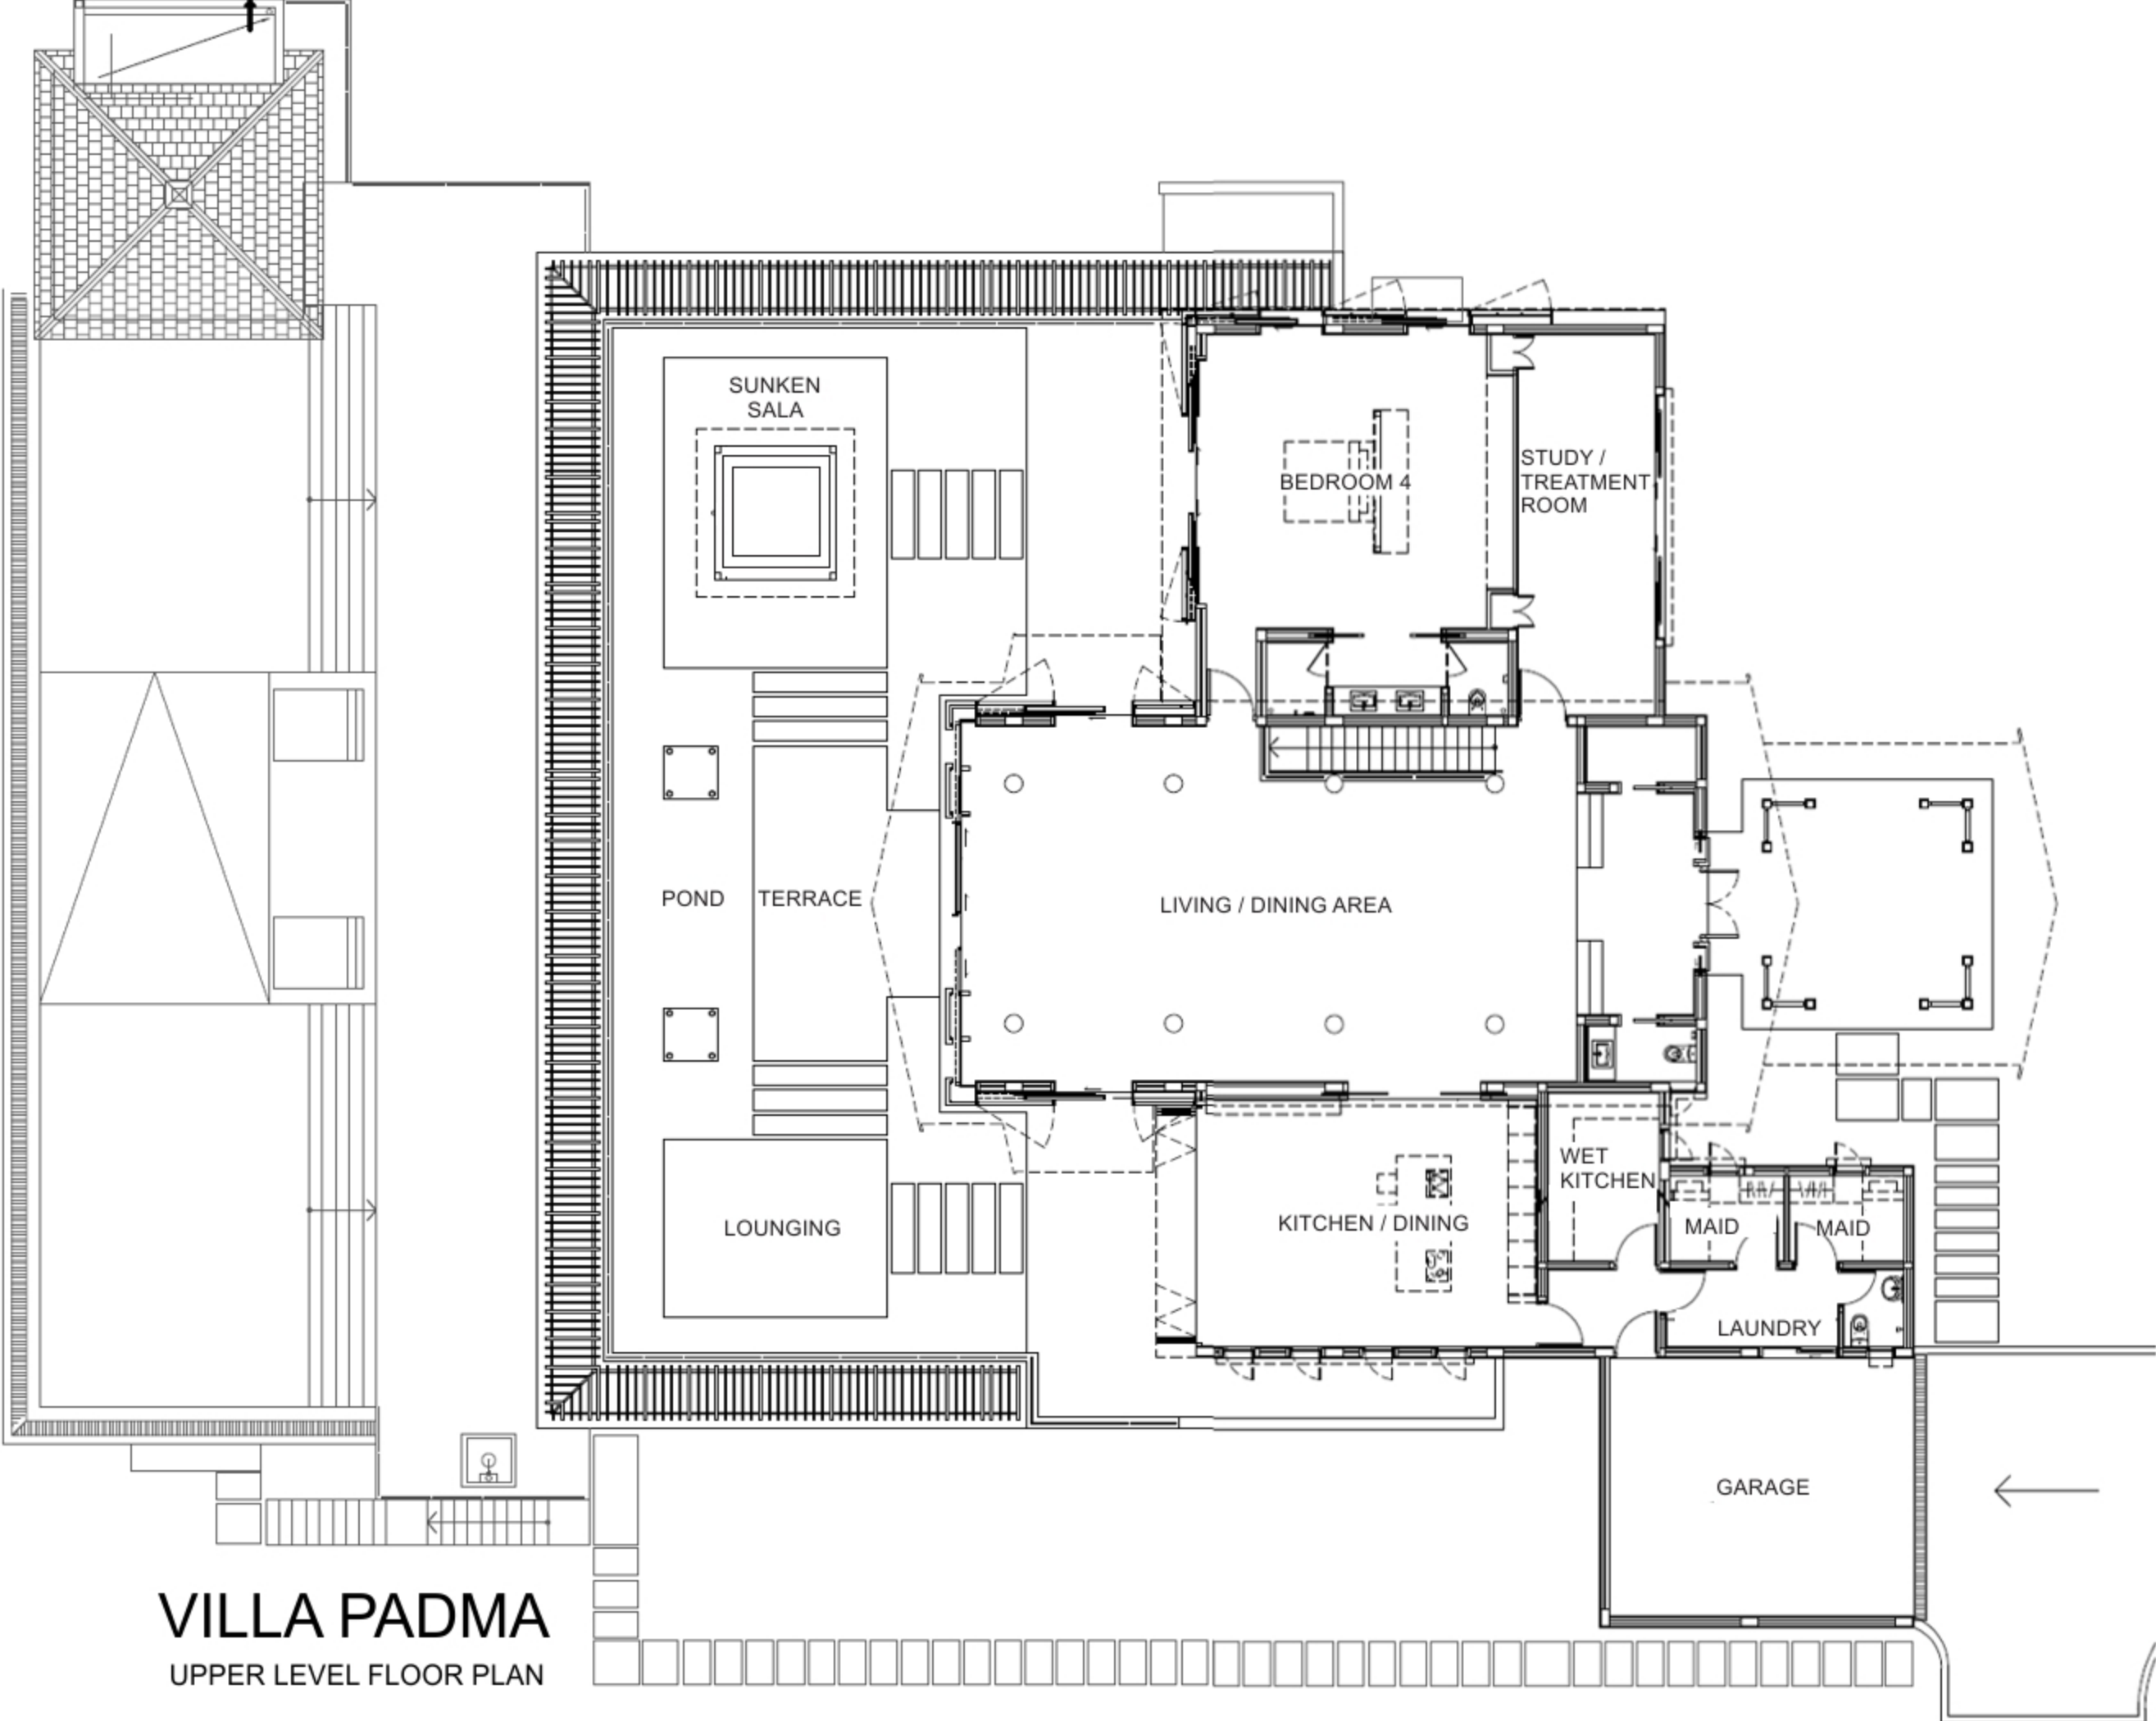 SUNKEN
SALA
BEDROOM 4
STUDY /
TREATMENT
ROOM
POND
TERRACE
LIVING / DINING AREA
WET
KITCHEN
LOUNGING
KITCHEN / DINING
MAID
MAID
LAUNDRY
GARAGE
VILLA PADMA
UPPER LEVEL FLOOR PLAN